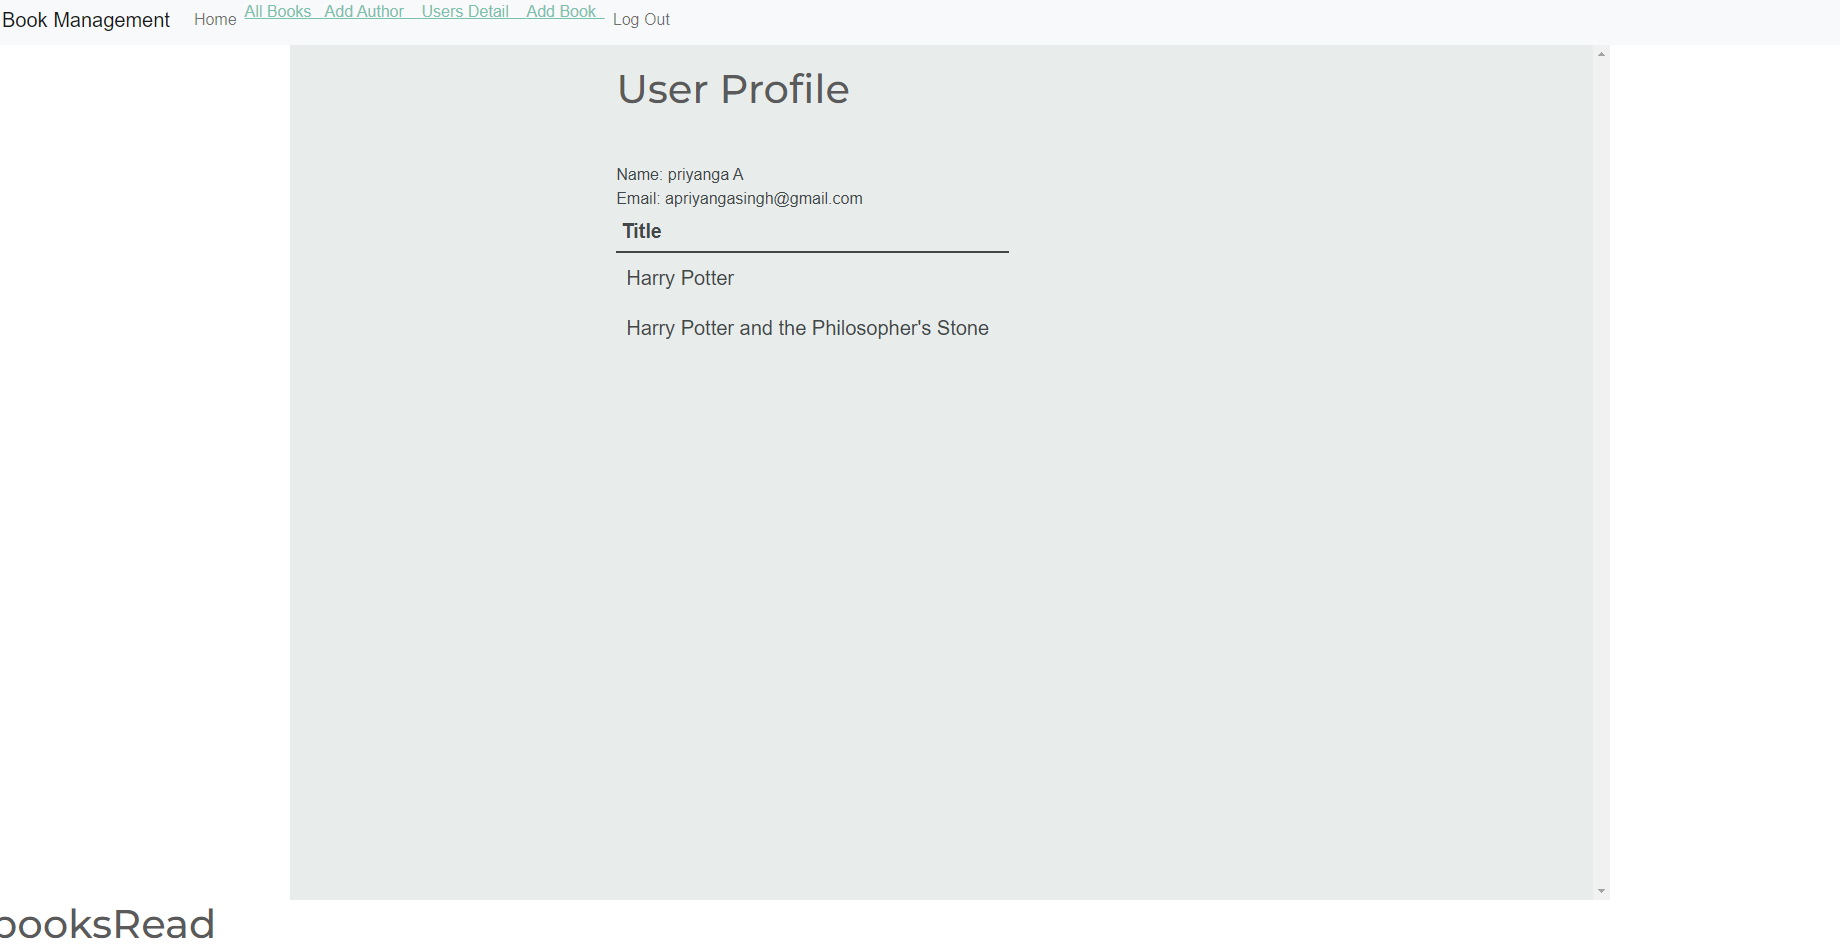 Book Management Home All Books Add Author Users Detail Add Book Log Out
User Profile
Name: priyanga A
Email: apriyangasingh@gmail.com
Title
Harry Potter
Harry Potter and the Philosopher's Stone
booksRead